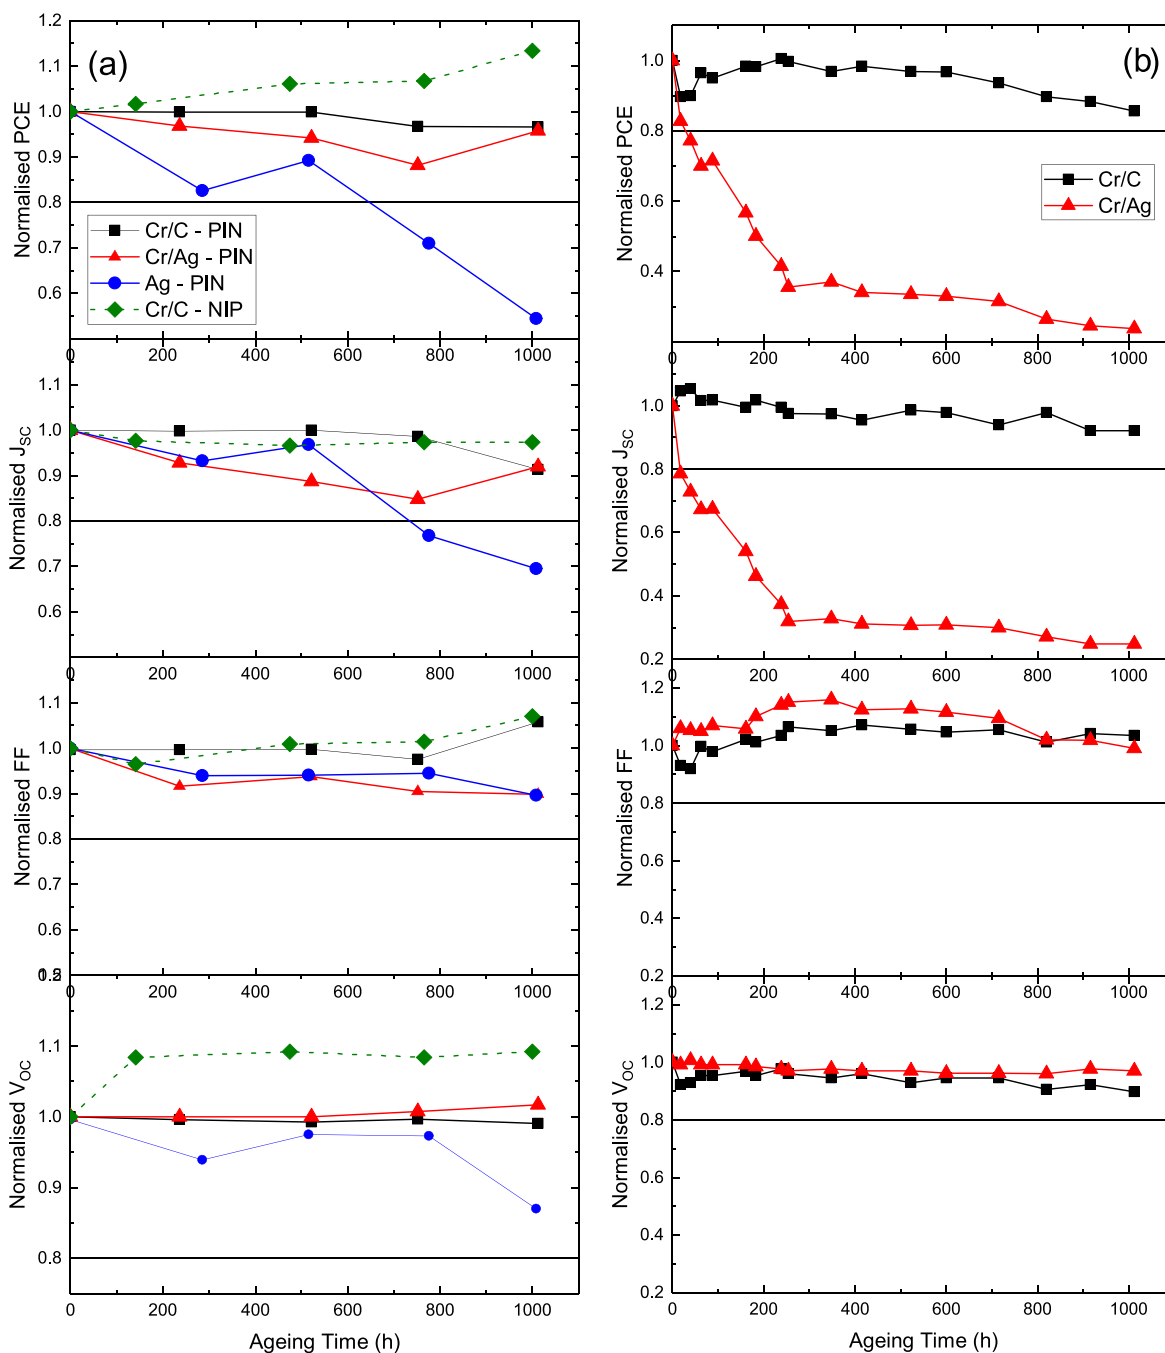 (a)
Normalised PCE
1.2
1.1
1.0
0.9
0.8
0.7
0.6
Cr/C - PIN
Cr/Ag - PIN
Ag - PIN
Cr/C - NIP
0 200 400 600 800 1000
Normalised JSC
1.1
1.0
0.9
0.8
0.7
0.6
0 200 400 600 800 1000
Normalised FF
1.1
1.0
0.9
0.8
0.7
0.6
0 200 400 600 800 1000
Normalised VOC
1.1
1.0
0.9
0.8
0 200 400 600 800 1000
Ageing Time (h)
(b)
Normalised PCE
1.0
0.8
0.6
0.4
Cr/C
Cr/Ag
0 200 400 600 800 1000
Normalised JSC
1.0
0.8
0.6
0.4
0.2
0 200 400 600 800 1000
Normalised FF
1.2
1.0
0.8
0.6
0.4
0.2
0 200 400 600 800 1000
Normalised VOC
1.2
1.0
0.8
0.6
0.4
0.2
0 200 400 600 800 1000
Ageing Time (h)